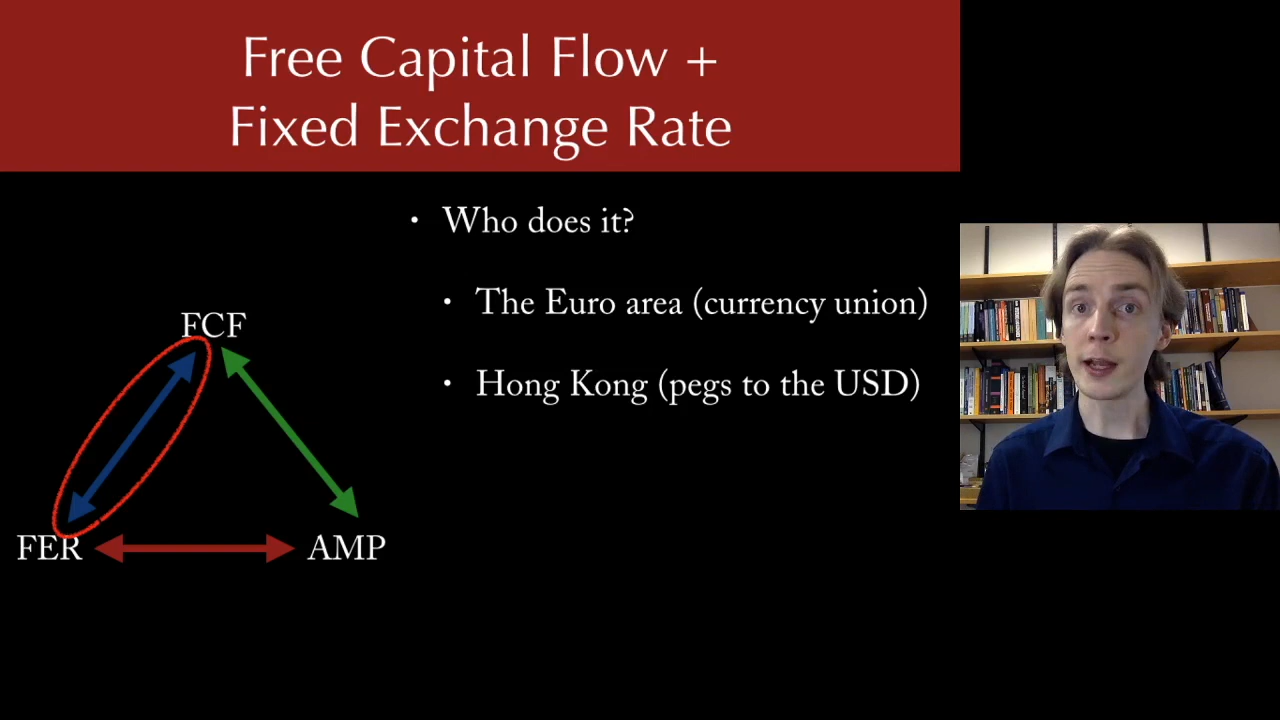 Free Capital Flow +
Fixed Exchange Rate
• Who does it?
• The Euro area (currency union)
• Hong Kong (pegs to the USD)
FCF
FER
AMP